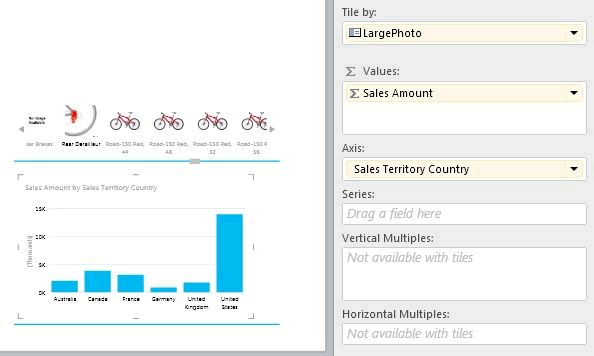 No Image
Available
ser Brakes
Rear Derailleur
Road-150 Red,
44
Road-150 Red,
48
Road-150 Red,
52
Road-150 R
56
Sales Amount by Sales Territory Country
15K
10K
5K
0K
(Thousands)
Australia
Canada
France
Germany
United
Kingdom
United
States
Tile by:
LargePhoto
Σ Values:
Σ Sales Amount
Axis:
Sales Territory Country
Series:
Drag a field here
Vertical Multiples:
Not available with tiles
Horizontal Multiples:
Not available with tiles